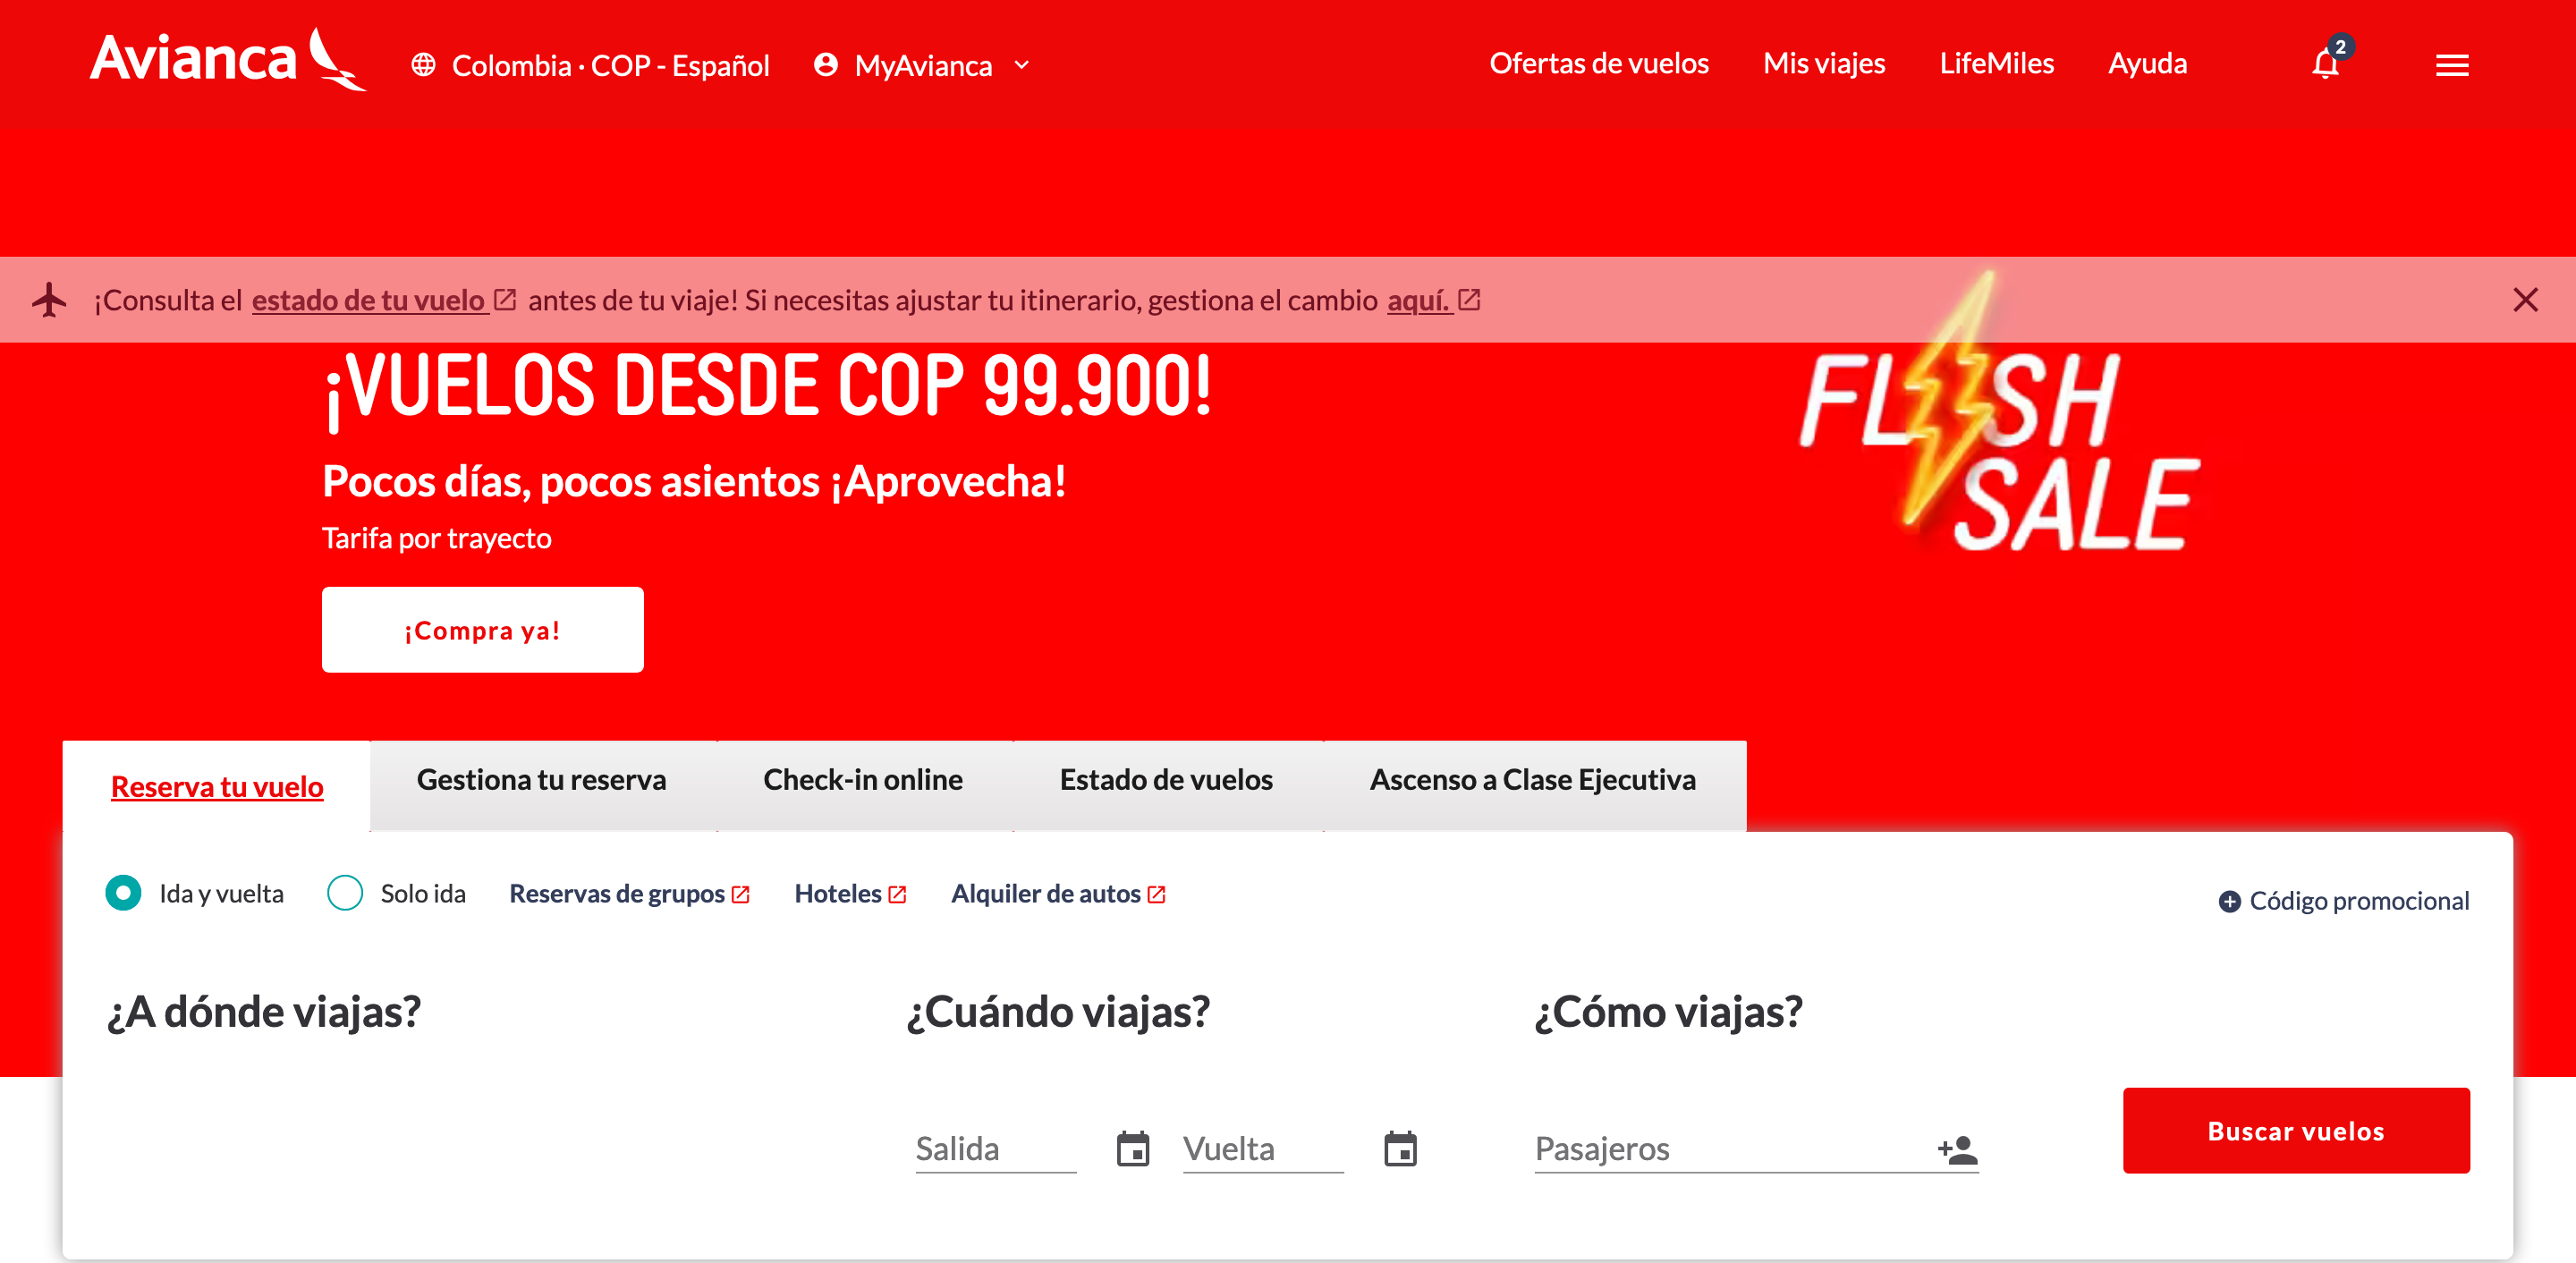 Avianca
Colombia · COP - Español
MyAvianca
Ofertas de vuelos
Mis viajes
LifeMiles
Ayuda
2
¡Consulta el estado de tu vuelo antes de tu viaje! Si necesitas ajustar tu itinerario, gestiona el cambio aquí.
¡VUELOS DESDE COP 99.900!
Pocos días, pocos asientos ¡Aprovecha!
Tarifa por trayecto
¡Compra ya!
FLASH
SALE
Reserva tu vuelo
Gestiona tu reserva
Check-in online
Estado de vuelos
Ascenso a Clase Ejecutiva
Ida y vuelta
Solo ida
Reservas de grupos
Hoteles
Alquiler de autos
Código promocional
¿A dónde viajas?
¿Cuándo viajas?
¿Cómo viajas?
Salida
Vuelta
Pasajeros
Buscar vuelos